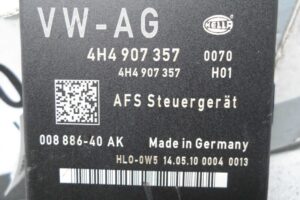 VW-AG
HELLA
4H4 907 357 0070
4H4 907 357 H01
AFS Steuergerät
008 886-40 AK Made in Germany
HLO-0W5 14.05.10 0004 0013